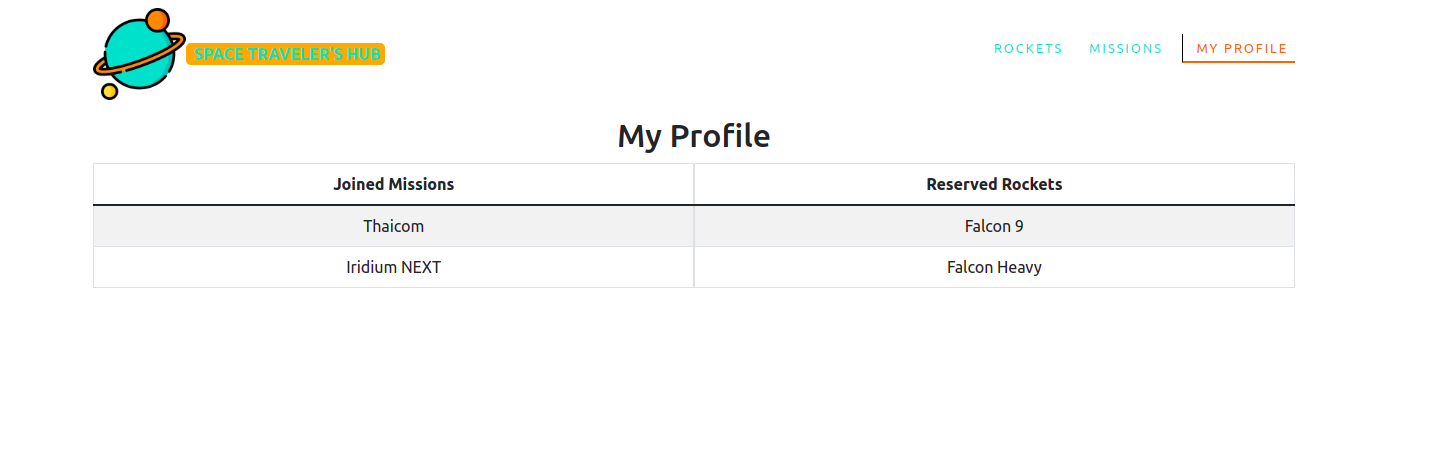 SPACE TRAVELER'S HUB
ROCKETS MISSIONS MY PROFILE
My Profile
Joined Missions Reserved Rockets
Thaicom Falcon 9
Iridium NEXT Falcon Heavy